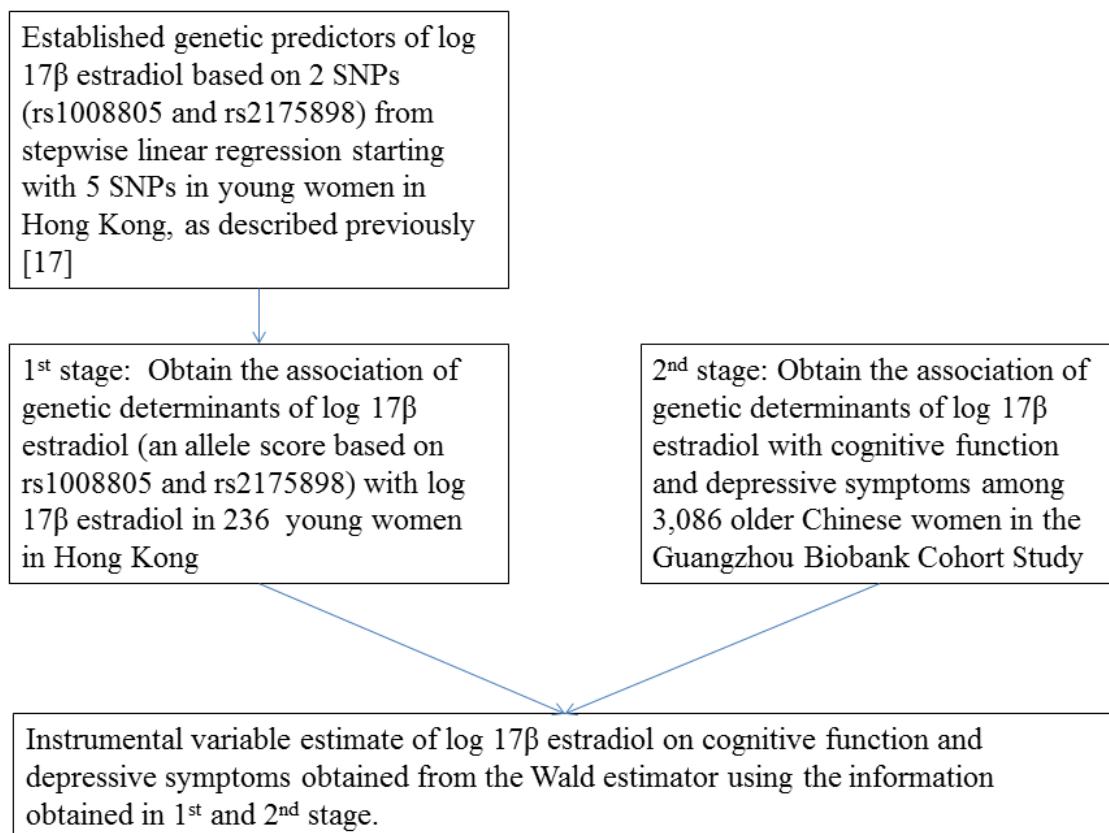 Established genetic predictors of log
17β estradiol based on 2 SNPs
(rs1008805 and rs2175898) from
stepwise linear regression starting
with 5 SNPs in young women in
Hong Kong, as described previously
[17]
1st stage:  Obtain the association of
genetic determinants of log 17β
estradiol (an allele score based on
rs1008805 and rs2175898) with log
17β estradiol in 236  young women
in Hong Kong
2nd stage: Obtain the association of
genetic determinants of log 17β
estradiol with cognitive function
and depressive symptoms among
3,086 older Chinese women in the
Guangzhou Biobank Cohort Study
Instrumental variable estimate of log 17β estradiol on cognitive function and
depressive symptoms obtained from the Wald estimator using the information
obtained in 1st and 2nd stage.